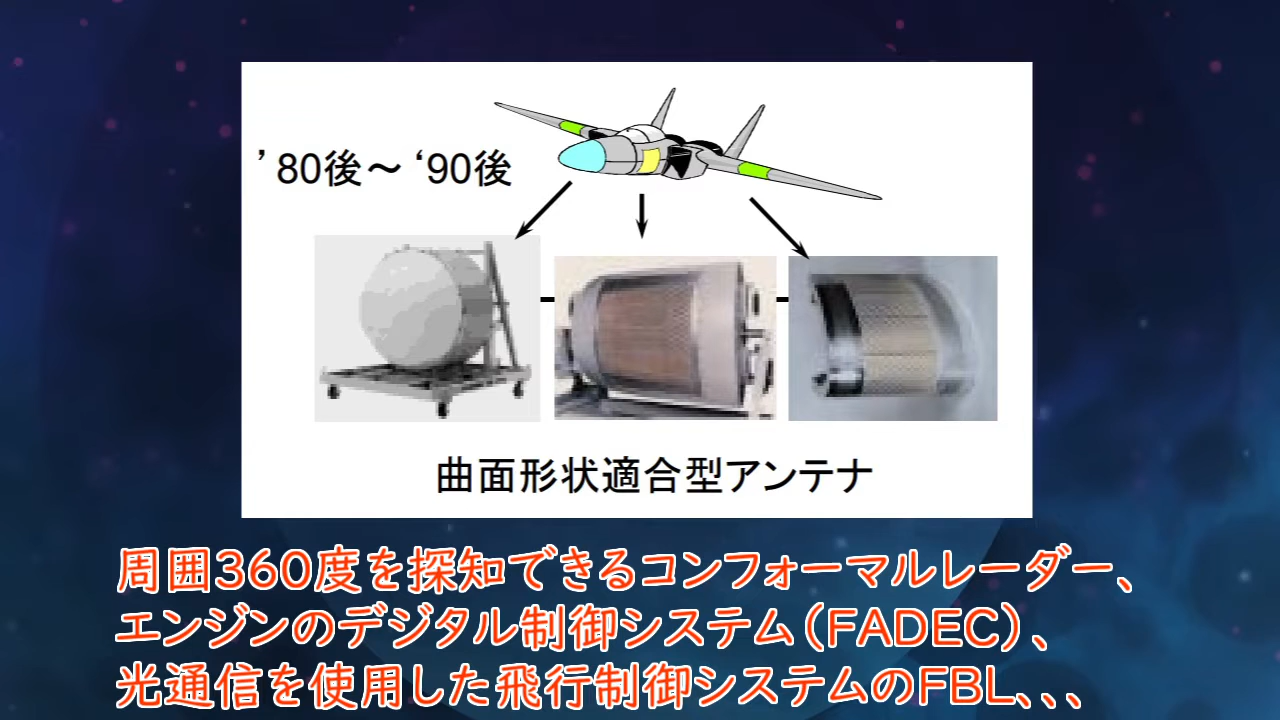 ’80後～‘90後
曲面形状適合型アンテナ
周囲360度を探知できるコンフォーマルレーダー、
エンジンのデジタル制御システム（FADEC）、
光通信を使用した飛行制御システムのFBL、、、